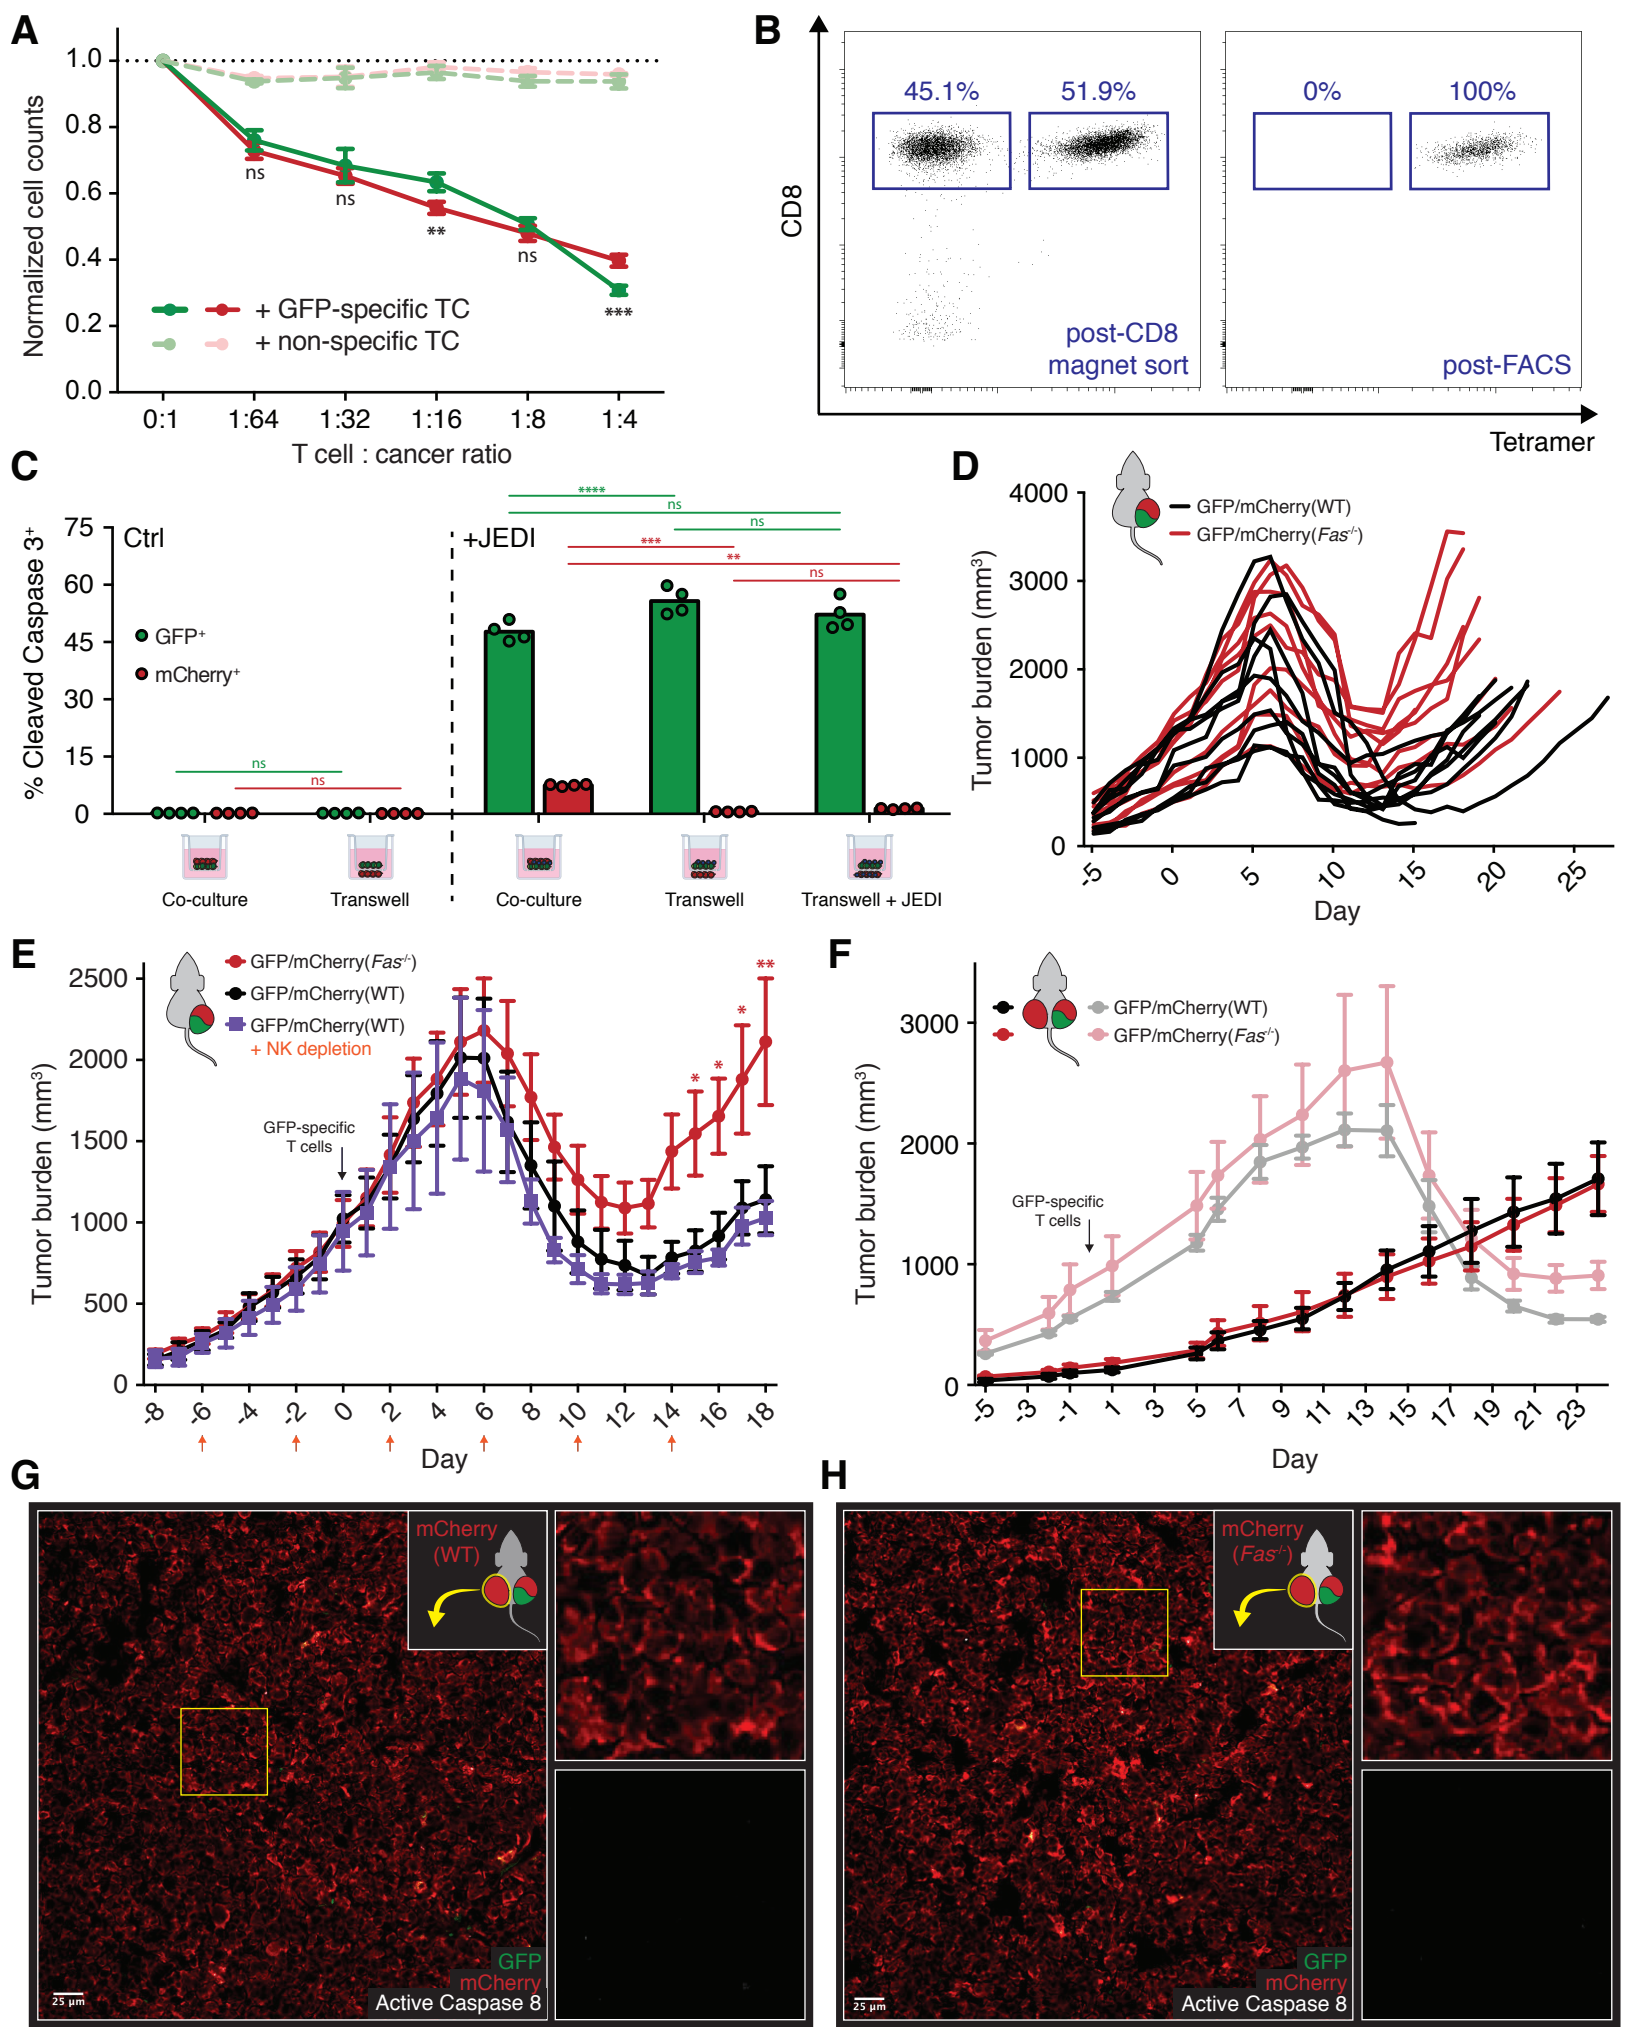 A
Normalized cell counts
1.0
0.8
0.6
0.4
0.2
0.0
ns
ns
**
ns
***
+ GFP-specific TC
+ non-specific TC
0:1 1:64 1:32 1:16 1:8 1:4
T cell : cancer ratio
B
CD8
45.1% 51.9%
post-CD8
magnet sort
0% 100%
post-FACS
Tetramer
C
% Cleaved Caspase 3+
75
60
45
30
15
0
Ctrl
+JEDI
GFP+
mCherry+
ns
ns
****
ns
ns
***
**
ns
Co-culture Transwell Co-culture Transwell Transwell + JEDI
D
Tumor burden (mm3)
4000
3000
2000
1000
0
GFP/mCherry(WT)
GFP/mCherry(Fas-/-)
-5 0 5 10 15 20 25
Day
E
Tumor burden (mm3)
2500
2000
1500
1000
500
0
GFP/mCherry(Fas-/-)
GFP/mCherry(WT)
GFP/mCherry(WT)
+ NK depletion
GFP-specific
T cells
* * * **
-8 -6 -4 -2 0 2 4 6 8 10 12 14 16 18
Day
F
Tumor burden (mm3)
3000
2000
1000
0
GFP/mCherry(WT)
GFP/mCherry(Fas-/-)
GFP-specific
T cells
-5 -3 -1 1 3 5 7 9 11 13 15 17 19 21 23
Day
G
mCherry
(WT)
25 µm
GFP
mCherry
Active Caspase 8
H
mCherry
(Fas-/-)
25 µm
GFP
mCherry
Active Caspase 8